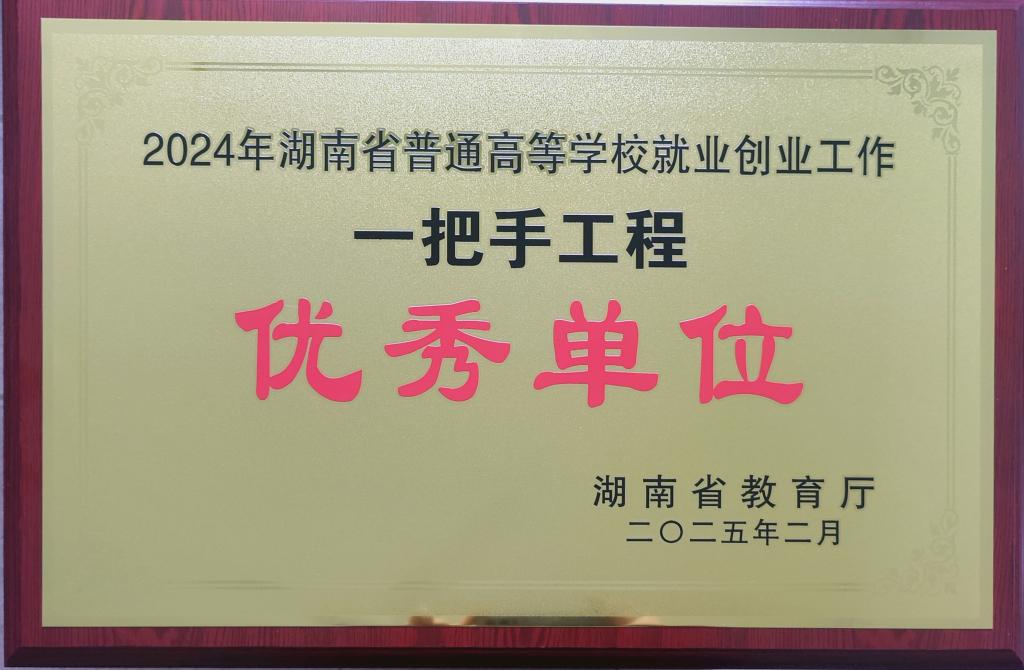 2024年湖南省普通高等学校就业创业工作
一把手工程
优秀单位
湖南省教育厅
二〇二五年二月